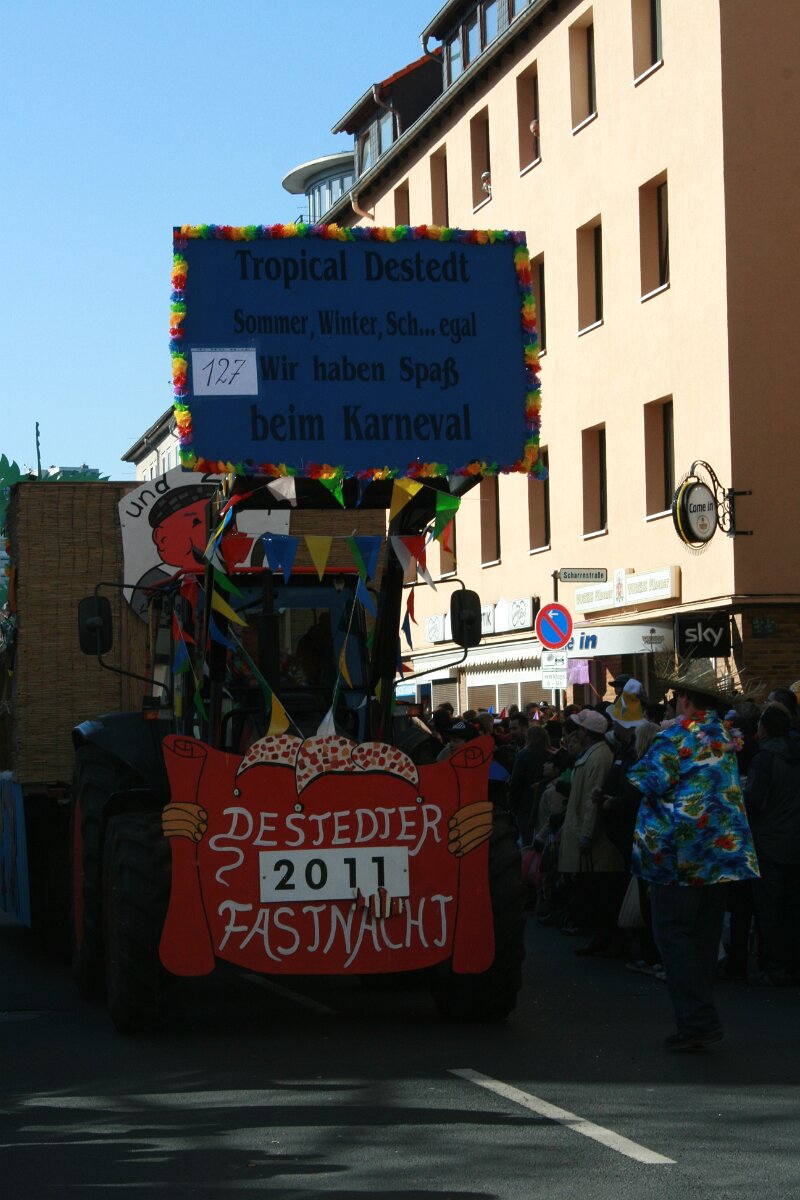 Tropical Destedt
Sommer, Winter, Sch... egal
127 Wir haben Spaß
beim Karneval
und
Come in
Scharrnstraße
sky
in
DESTEDTER
2011
FASTNACHT